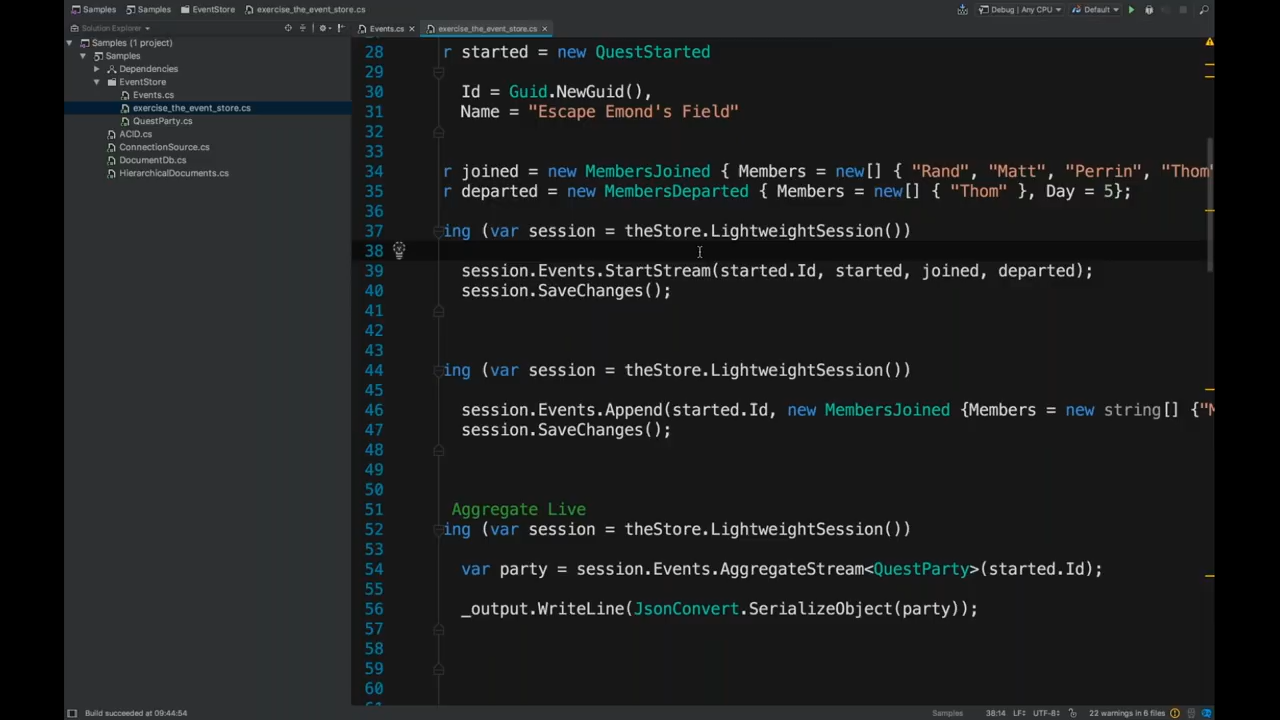 Samples Samples EventStore exercise_the_event_store.cs Debug | Any CPU Default
Solution Explorer Events.cs × exercise_the_event_store.cs ×
Samples (1 project)
Samples
Dependencies
EventStore
Events.cs
exercise_the_event_store.cs
QuestParty.cs
ACID.cs
ConnectionSource.cs
DocumentDb.cs
HierarchicalDocuments.cs
28 r started = new QuestStarted
29
30 Id = Guid.NewGuid(),
31 Name = "Escape Emond's Field"
32
33
34 r joined = new MembersJoined { Members = new[] { "Rand", "Matt", "Perrin", "Thom"
35 r departed = new MembersDeparted { Members = new[] { "Thom" }, Day = 5};
36
37 ing (var session = theStore.LightweightSession())
38
39 session.Events.StartStream(started.Id, started, joined, departed);
40 session.SaveChanges();
41
42
43
44 ing (var session = theStore.LightweightSession())
45
46 session.Events.Append(started.Id, new MembersJoined {Members = new string[] {"M
47 session.SaveChanges();
48
49
50
51 Aggregate Live
52 ing (var session = theStore.LightweightSession())
53
54 var party = session.Events.AggregateStream<QuestParty>(started.Id);
55
56 _output.WriteLine(JsonConvert.SerializeObject(party));
57
58
59
60
Build succeeded at 09:44:54 Samples 38:14 LF÷ UTF-8÷ 22 warnings in 6 files